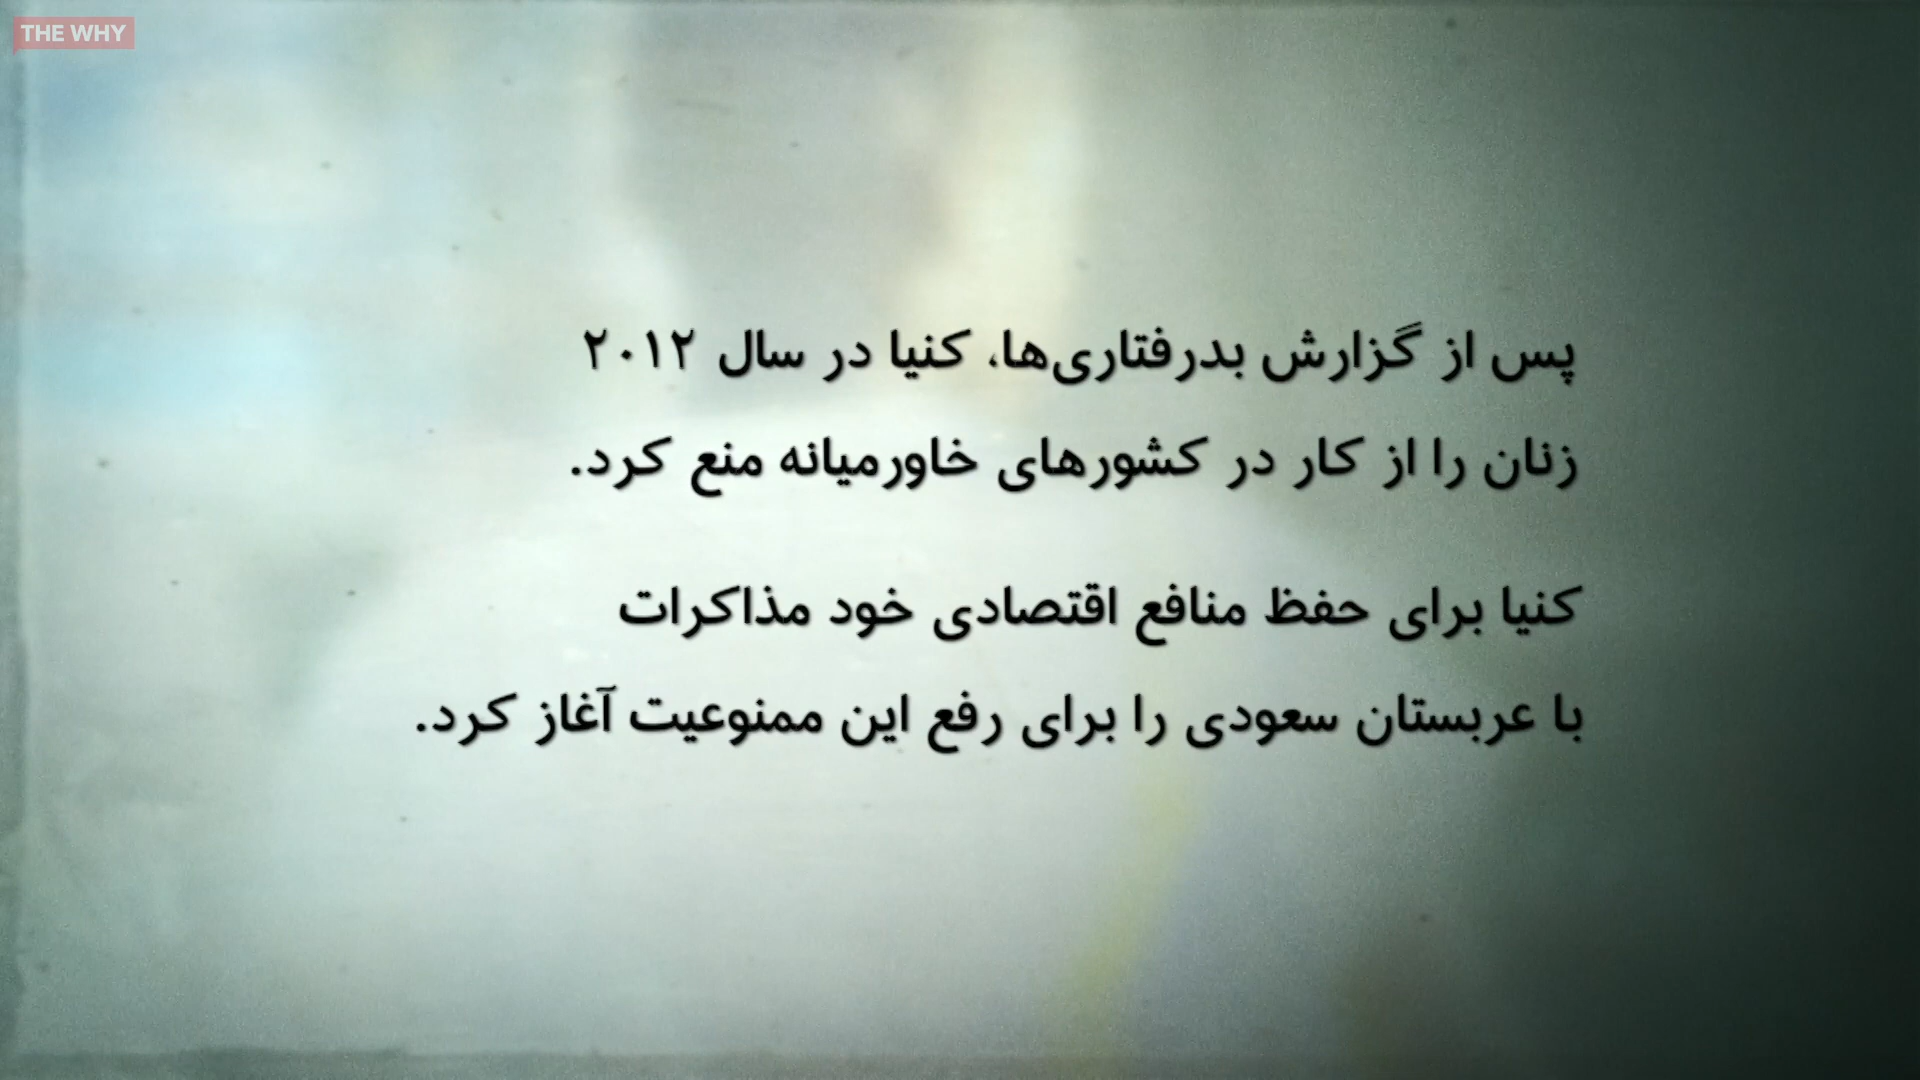 THE WHY
پس از گزارش بدرفتاری‌ها، کنیا در سال ۲۰۱۲
زنان را از کار در کشورهای خاورمیانه منع کرد.
کنیا برای حفظ منافع اقتصادی خود مذاکرات
با عربستان سعودی را برای رفع این ممنوعیت آغاز کرد.